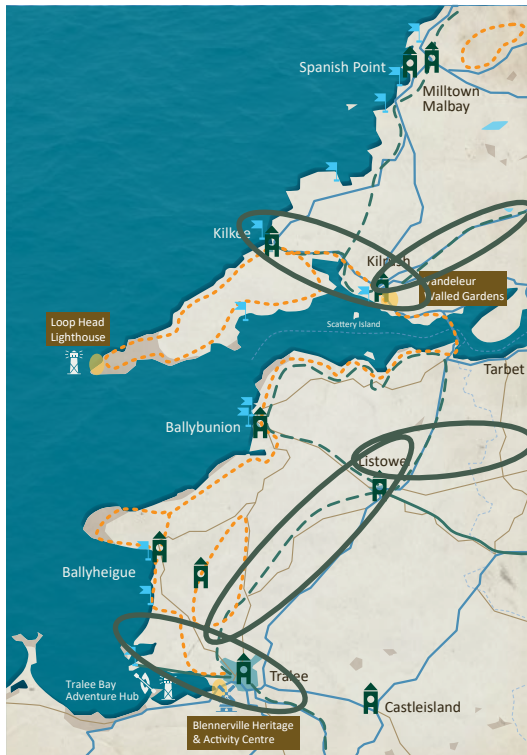 Spanish Point
Milltown
Malbay
Kilkee
Kilrush
Vandeleur
Walled Gardens
Loop Head
Lighthouse
Scattery Island
Tarbet
Ballybunion
Listowel
Ballyheigue
Tralee Bay
Adventure Hub
Tralee
Castleisland
Blennerville Heritage
& Activity Centre